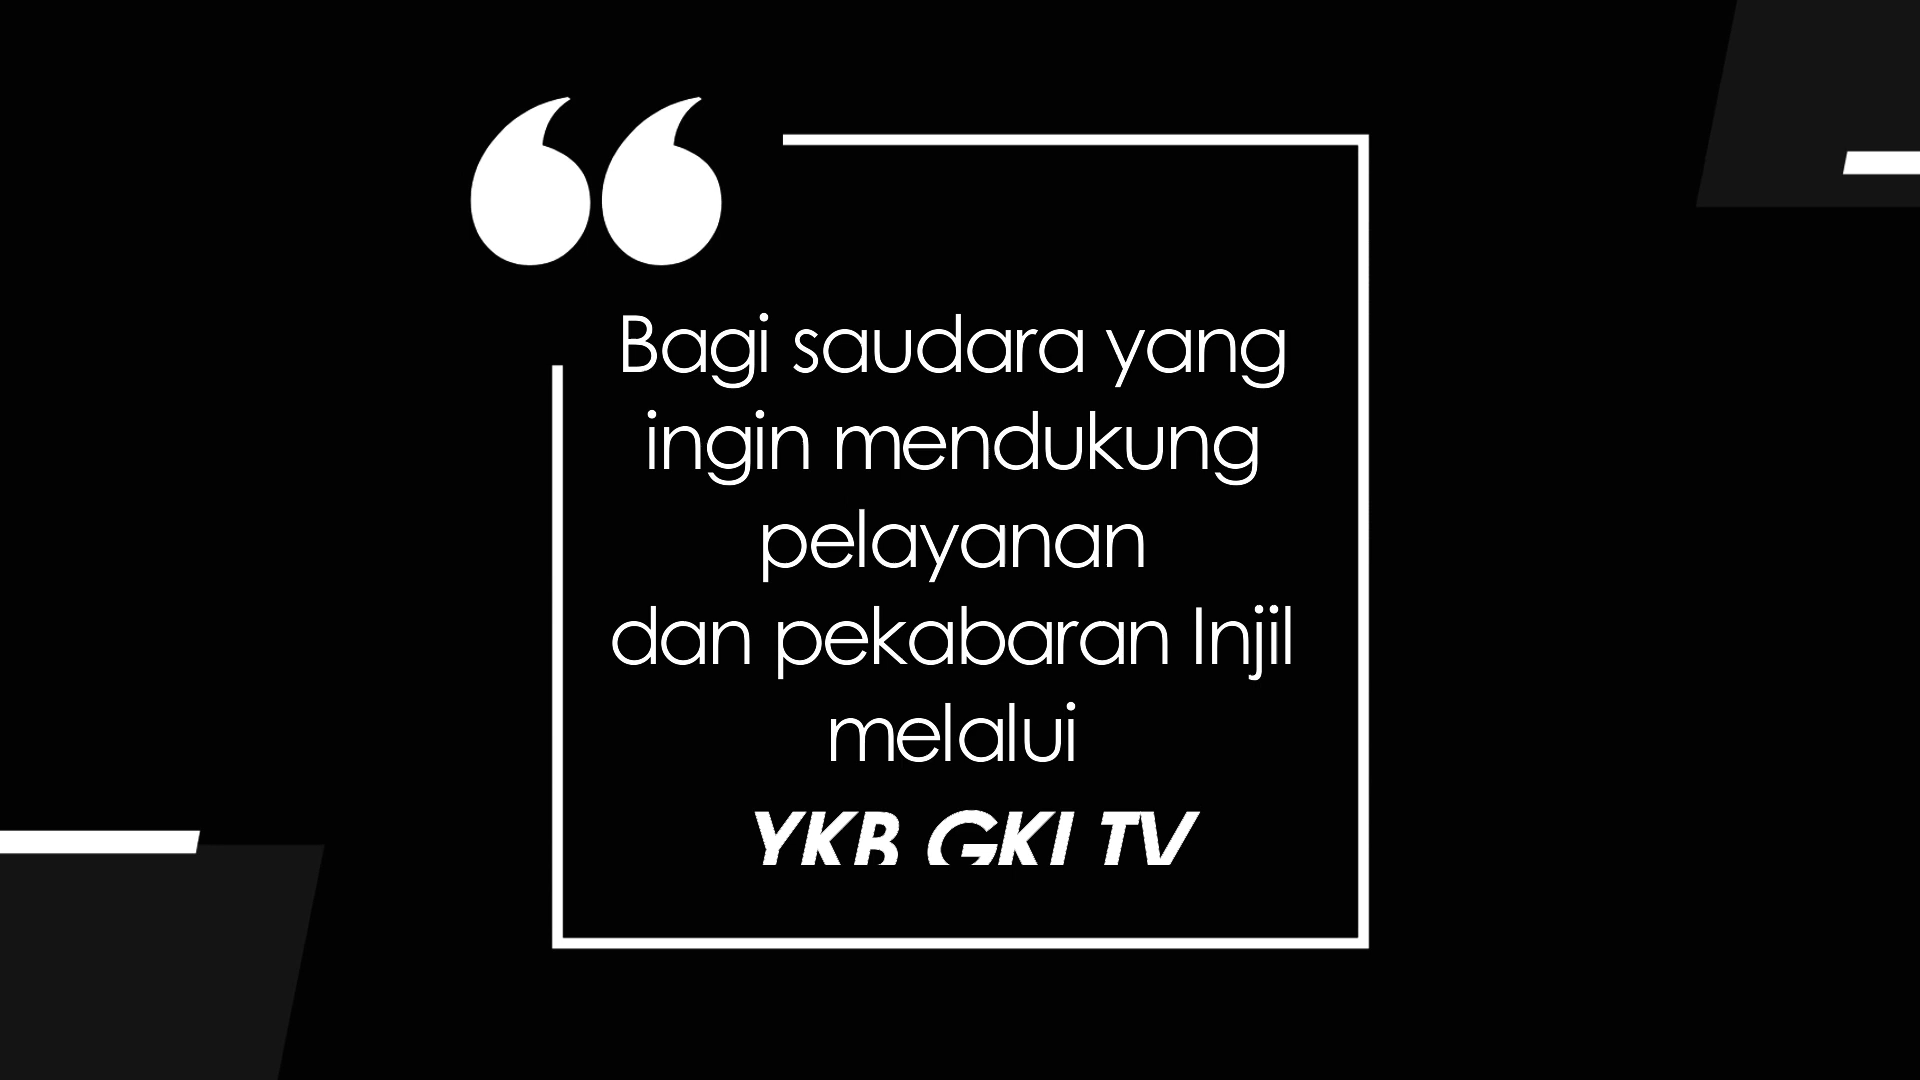 Bagi saudara yang
ingin mendukung
pelayanan
dan pekabaran Injil
melalui
YKB GKI TV